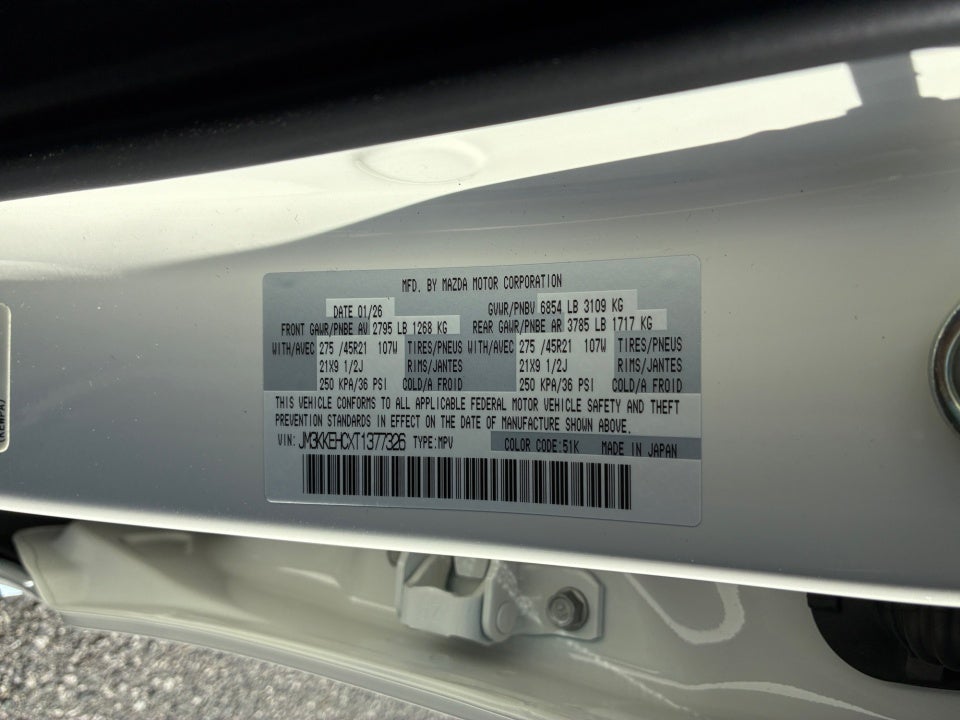 MFD. BY MAZDA MOTOR CORPORATION
DATE 01/26 GVWR/PNBV 6854 LB 3109 KG
FRONT GAWR/PNBE AV 2795 LB 1268 KG REAR GAWR/PNBE AR 3785 LB 1717 KG
WITH/AVEC 275 /45R21 107W TIRES/PNEUS WITH/AVEC 275 /45R21 107W TIRES/PNEUS
21X9 1/2J RIMS/JANTES 21X9 1/2J RIMS/JANTES
250 KPA/36 PSI COLD/A FROID 250 KPA/36 PSI COLD/A FROID
THIS VEHICLE CONFORMS TO ALL APPLICABLE FEDERAL MOTOR VEHICLE SAFETY AND THEFT
PREVENTION STANDARDS IN EFFECT ON THE DATE OF MANUFACTURE SHOWN ABOVE.
VIN: JM3KKEHCXT1377326 TYPE:MPV COLOR CODE:51K MADE IN JAPAN